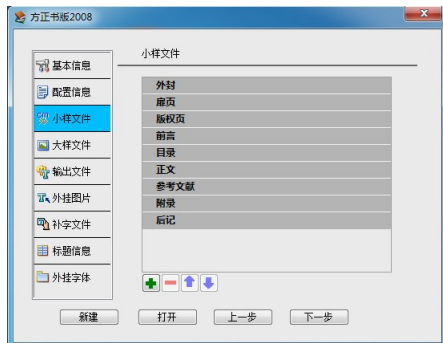 方正书版2008
小样文件
基本信息
配置信息
小样文件
大样文件
输出文件
外挂图片
补字文件
标题信息
外挂字体
外封
扉页
版权页
前言
目录
正文
参考文献
附录
后记
新建
打开
上一步
下一步